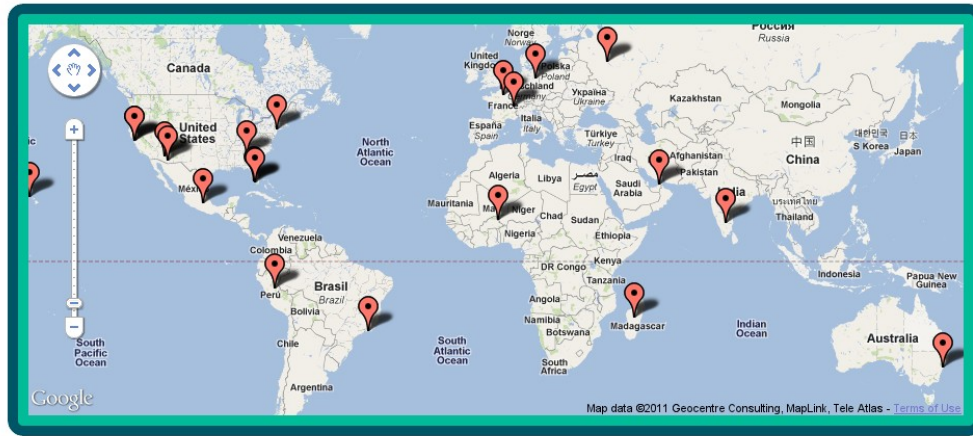 Россия
Russia
Norge
Norway
Canada
United
Kingdom
Polska
Poland
Deutschland
Germany
Україна
Ukraine
France
Kazakhstan
Mongolia
United
States
Italia
Italy
España
Spain
Türkiye
Turkey
中国
China
대한민국
S Korea
日本
Japan
North
Atlantic
Ocean
Iraq
Afghanistan
Pakistan
Algeria
Libya
مصر
Egypt
Saudi
Arabia
India
Méxi
Mauritania
Mali
Niger
Chad
Sudan
ประเทศไทย
Thailand
Nigeria
Ethiopia
Venezuela
Colombia
Kenya
DR Congo
Tanzania
Indonesia
Papua New
Guinea
Perú
Brasil
Brazil
Bolivia
Angola
Namibia
Botswana
Madagascar
Indian
Ocean
Australia
South
Pacific
Ocean
Chile
South
Atlantic
Ocean
South
Africa
Argentina
Google
Map data ©2011 Geocentre Consulting, MapLink, Tele Atlas - Terms of Use